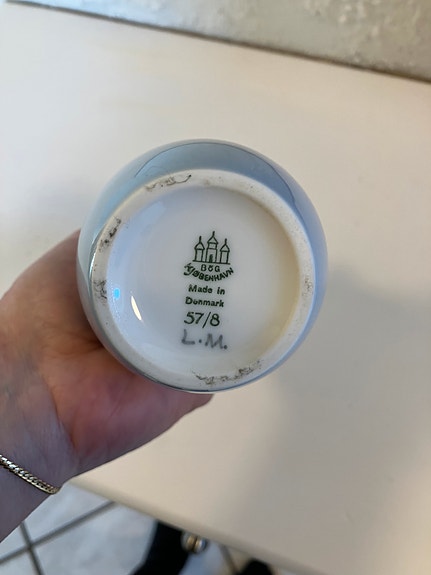 B&G
KJØBENHAVN
Made in
Denmark
57/8
L.M.